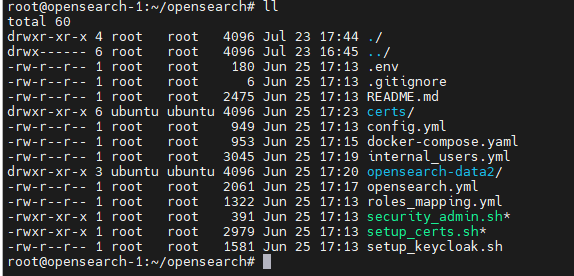 root@opensearch-1:~/opensearch# ll
total 60
drwxr-xr-x 4 root   root   4096 Jul 23 17:44 ./
drwx------ 6 root   root   4096 Jul 23 16:45 ../
-rw-r--r-- 1 root   root    180 Jun 25 17:13 .env
-rw-r--r-- 1 root   root      6 Jun 25 17:13 .gitignore
-rw-r--r-- 1 root   root   2475 Jun 25 17:13 README.md
drwxr-xr-x 6 ubuntu ubuntu 4096 Jun 25 17:23 certs/
-rw-r--r-- 1 root   root    949 Jun 25 17:13 config.yml
-rw-r--r-- 1 root   root    953 Jun 25 17:15 docker-compose.yaml
-rw-r--r-- 1 root   root   3045 Jun 25 17:19 internal_users.yml
drwxr-xr-x 3 ubuntu ubuntu 4096 Jun 25 17:20 opensearch-data2/
-rw-r--r-- 1 root   root   2061 Jun 25 17:17 opensearch.yml
-rw-r--r-- 1 root   root   1322 Jun 25 17:13 roles_mapping.yml
-rwxr-xr-x 1 root   root    391 Jun 25 17:13 security_admin.sh*
-rwxr-xr-x 1 root   root   2979 Jun 25 17:13 setup_certs.sh*
-rw-r--r-- 1 root   root   1581 Jun 25 17:13 setup_keycloak.sh
root@opensearch-1:~/opensearch#